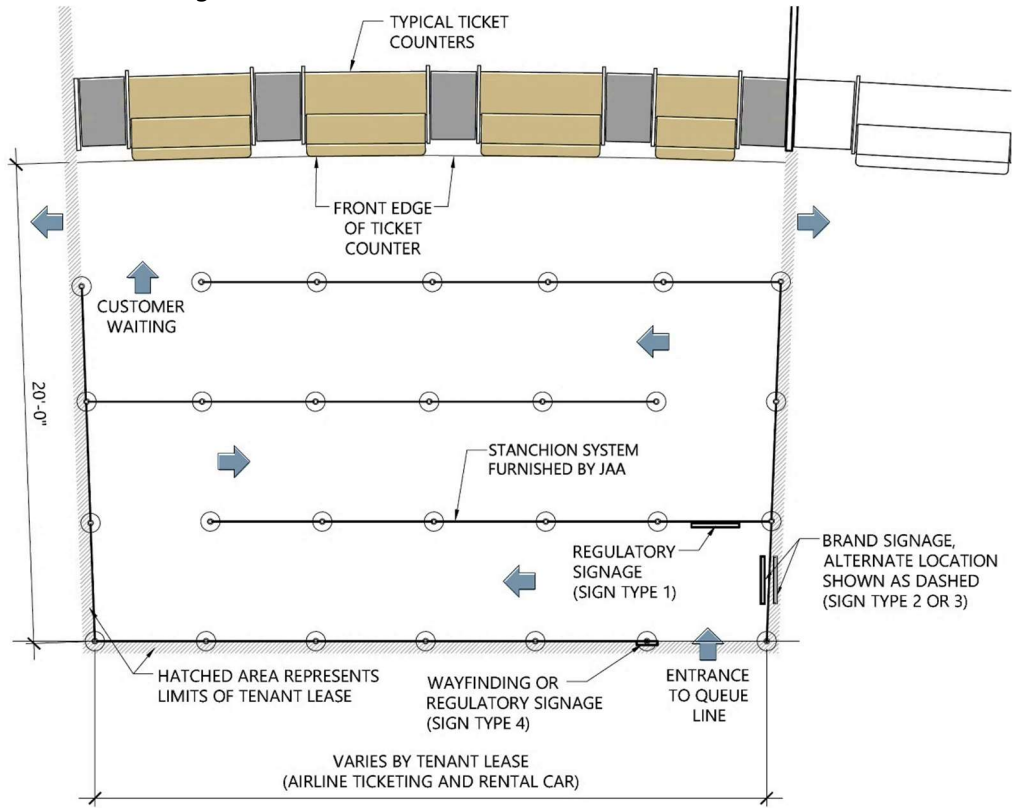 TYPICAL TICKET
COUNTERS
FRONT EDGE
OF TICKET
COUNTER
CUSTOMER
WAITING
20'-0"
STANCHION SYSTEM
FURNISHED BY JAA
REGULATORY
SIGNAGE
(SIGN TYPE 1)
BRAND SIGNAGE,
ALTERNATE LOCATION
SHOWN AS DASHED
(SIGN TYPE 2 OR 3)
HATCHED AREA REPRESENTS
LIMITS OF TENANT LEASE
WAYFINDING OR
REGULATORY SIGNAGE
(SIGN TYPE 4)
ENTRANCE
TO QUEUE
LINE
VARIES BY TENANT LEASE
(AIRLINE TICKETING AND RENTAL CAR)